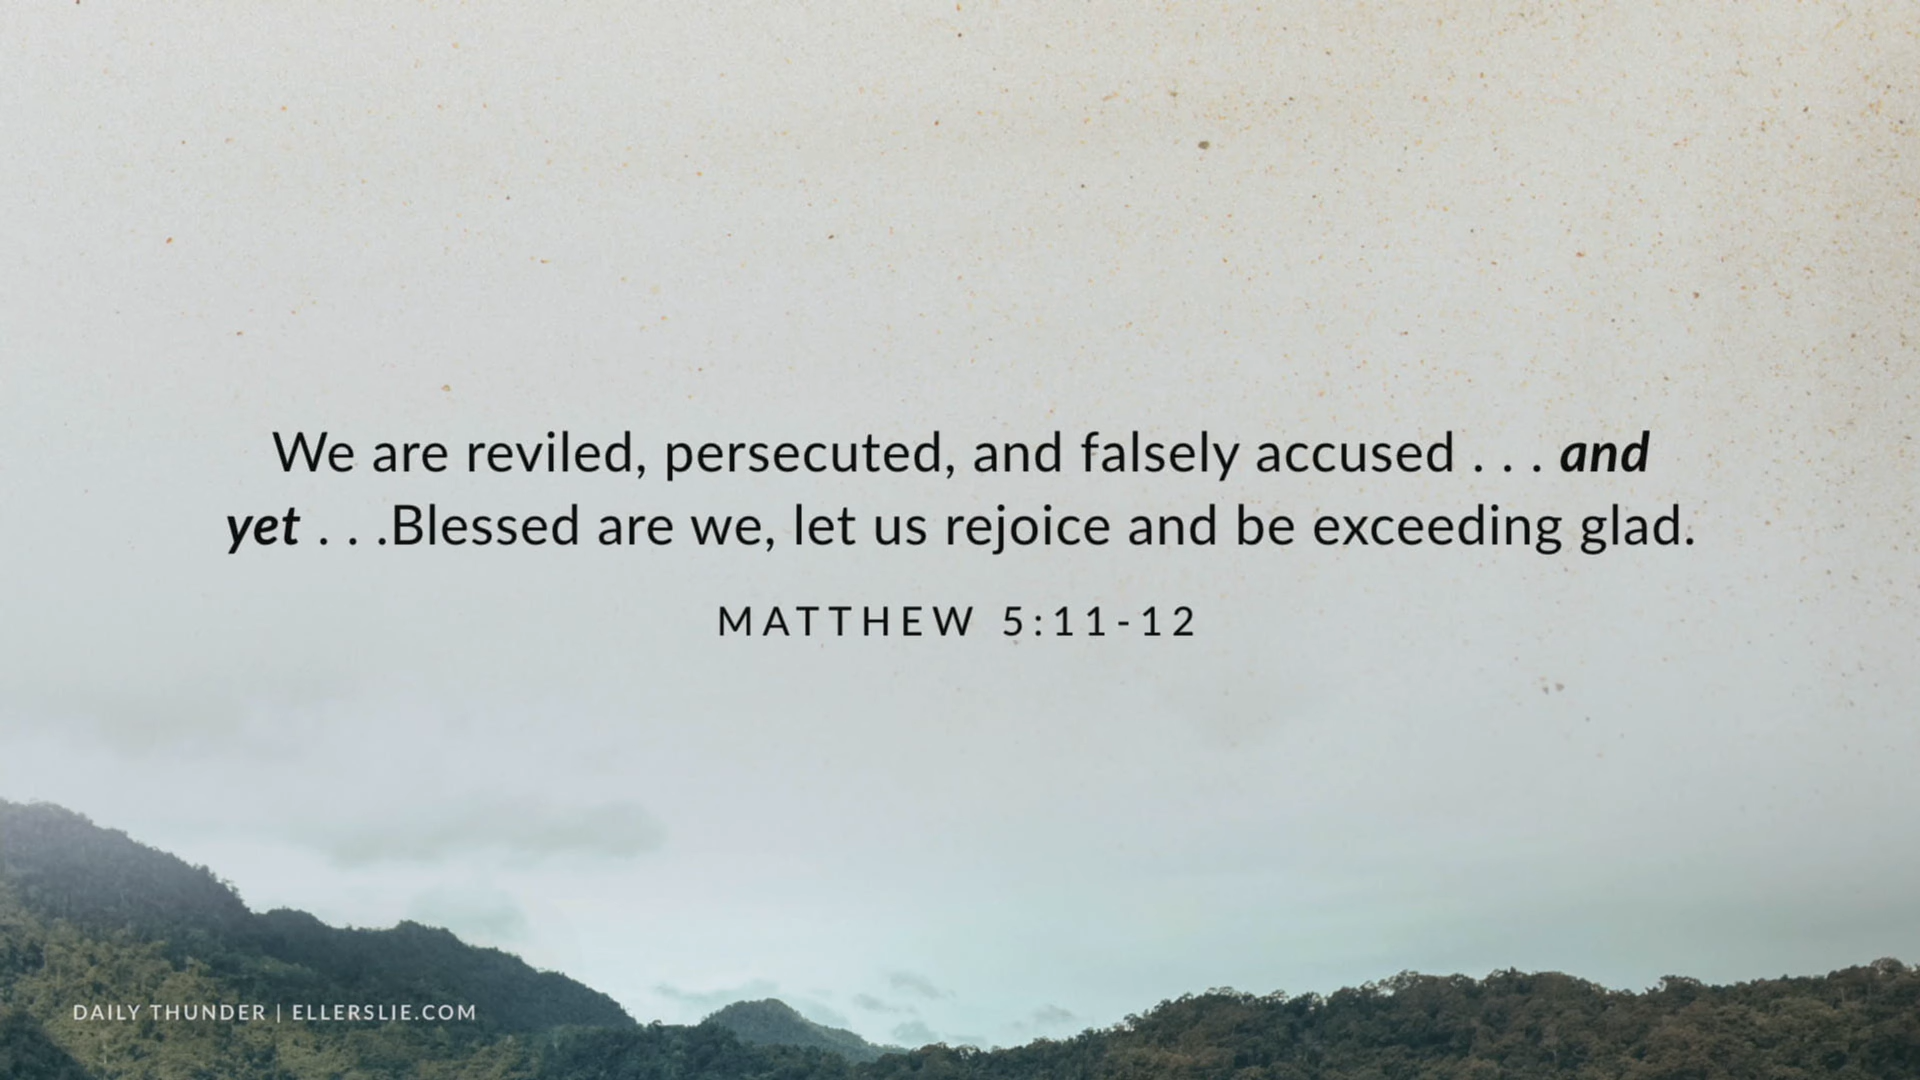 We are reviled, persecuted, and falsely accused . . . and
yet . . .Blessed are we, let us rejoice and be exceeding glad.
MATTHEW 5:11-12
DAILY THUNDER | ELLERSLIE.COM